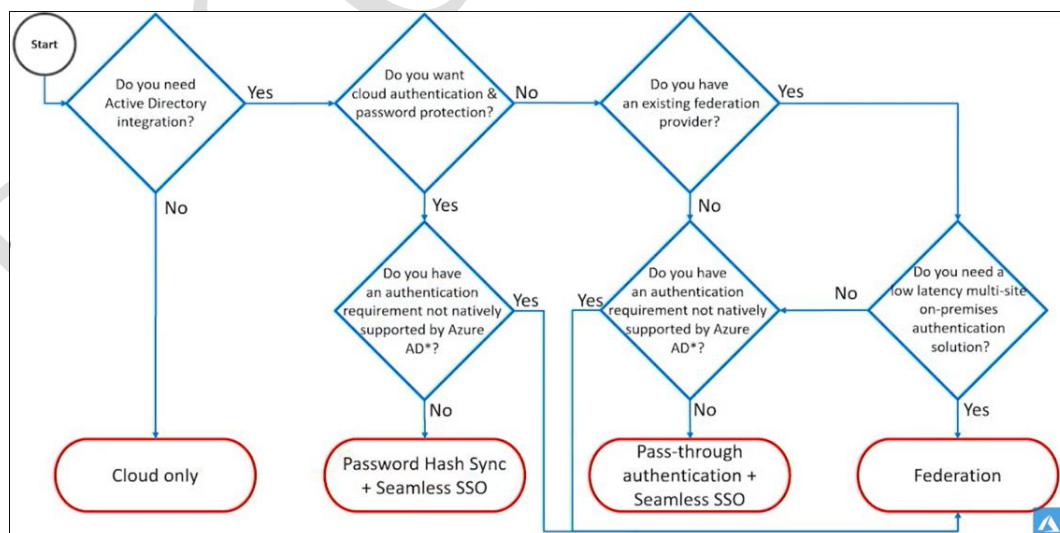 Start
Do you need
Active Directory
integration?
Yes
Do you want
cloud authentication &
password protection?
No
Do you have
an existing federation
provider?
Yes
No
Yes
No
Do you have
an authentication
requirement not natively
supported by Azure
AD*?
Yes
Yes
Do you have
an authentication
requirement not natively
supported by Azure
AD*?
No
Do you need a
low latency multi-site
on-premises
authentication
solution?
No
No
Yes
Cloud only
Password Hash Sync
+ Seamless SSO
Pass-through
authentication +
Seamless SSO
Federation